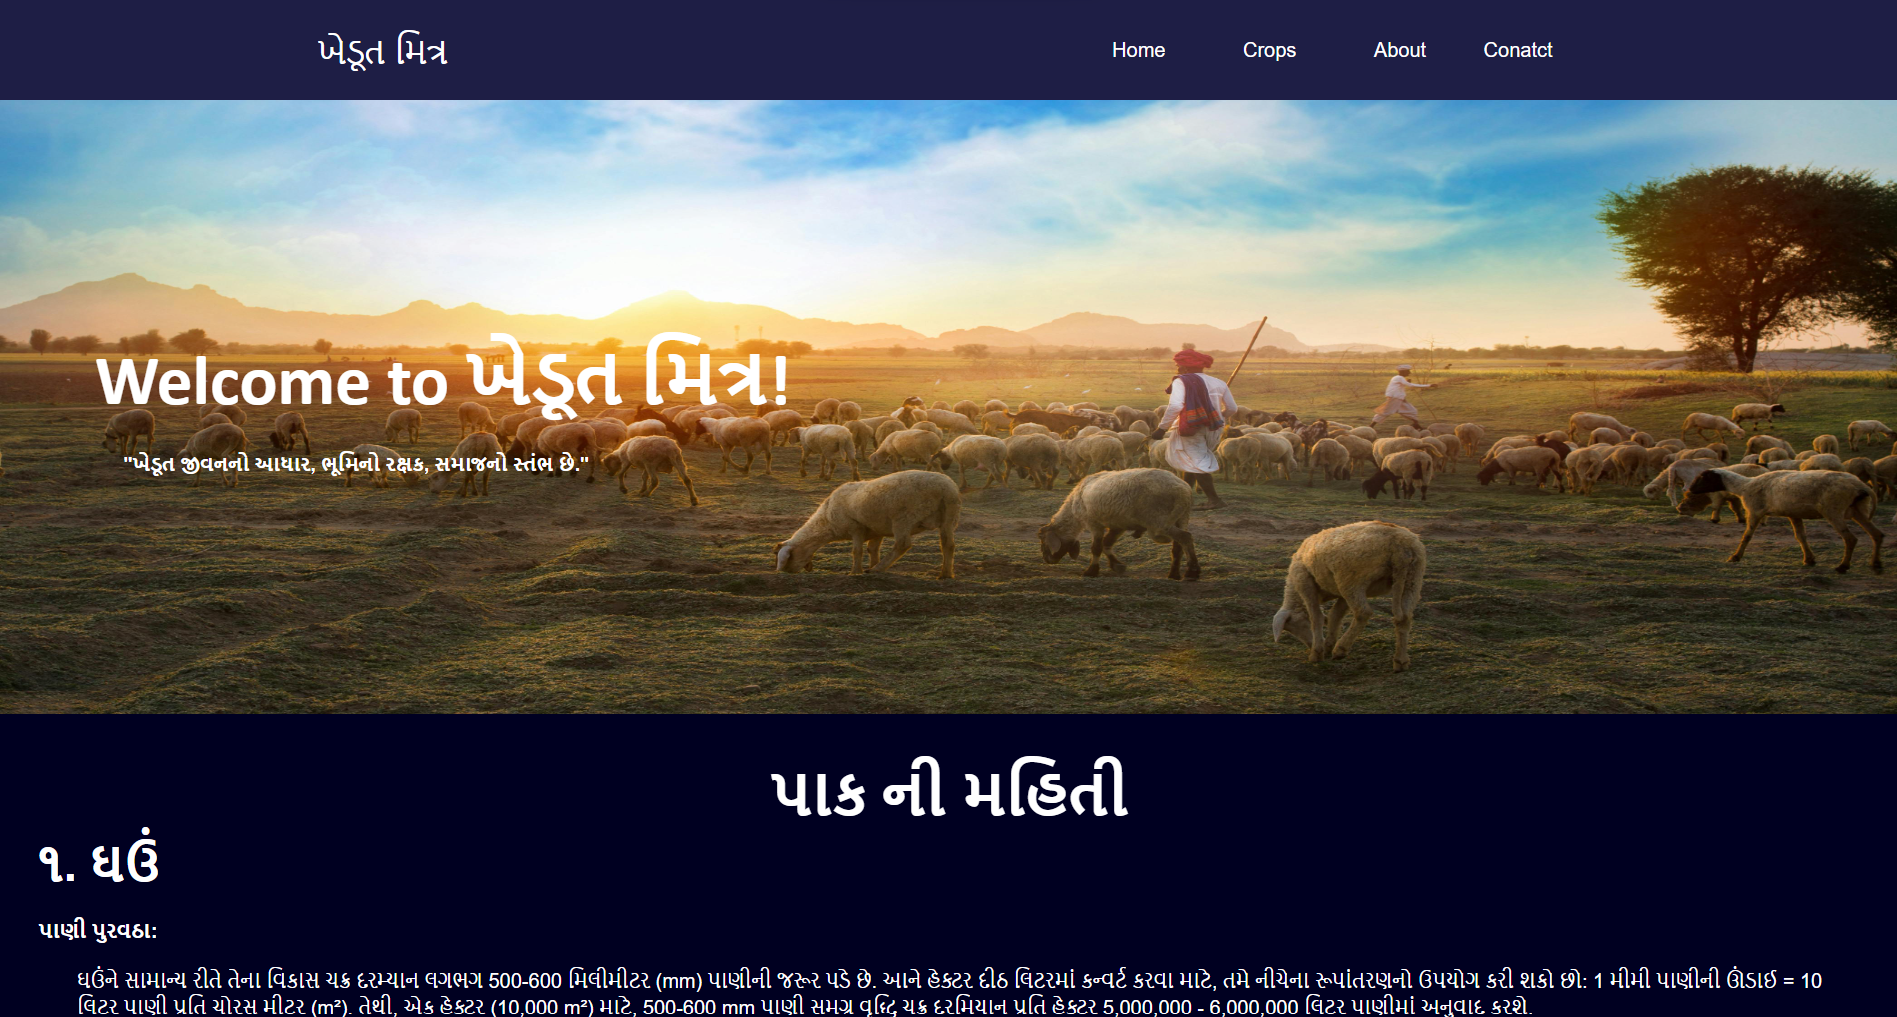 ખેડૂત મિત્ર
Home Crops About Conatct
Welcome to ખેડૂત મિત્ર!
"ખેડૂત જીવનનો આધાર, ભૂમિનો રક્ષક, સમાજનો સ્તંભ છે."
પાક ની મહિતી
૧. ઘઉં
પાણી પુરવઠા:
ઘઉંને સામાન્ય રીતે તેના વિકાસ ચક્ર દરમ્યાન લગભગ 500-600 મિલીમીટર (mm) પાણીની જરૂર પડે છે. આને હેક્ટર દીઠ લિટરમાં કન્વર્ટ કરવા માટે, તમે નીચેના રૂપાંતરણનો ઉપયોગ કરી શકો છો: 1 મીમી પાણીની ઊંડાઈ = 10
લિટર પાણી પ્રતિ ચોરસ મીટર (m²). તેથી, એક હેક્ટર (10,000 m²) માટે, 500-600 mm પાણી સમગ્ર વૃદ્ધિ ચક્ર દરમિયાન પ્રતિ હેક્ટર 5,000,000 - 6,000,000 લિટર પાણીમાં અનુવાદ કરશે.